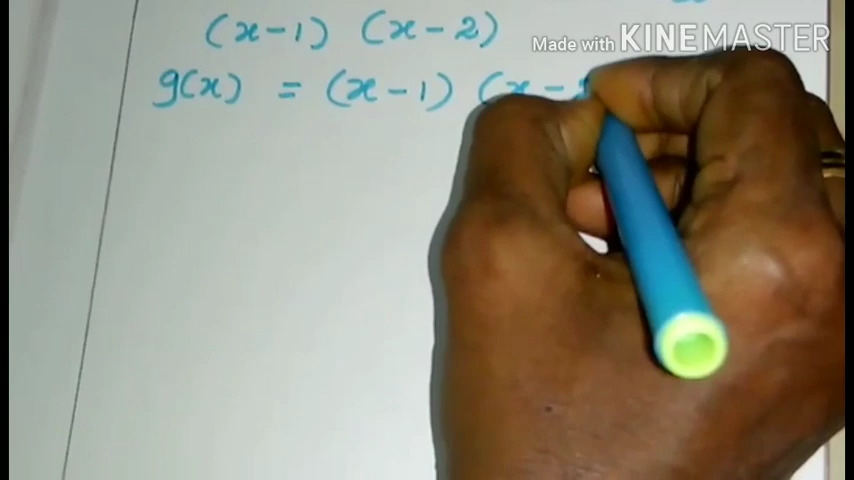 (x-1) (x-2)
Made with KINEMASTER
g(x) = (x-1) (x-